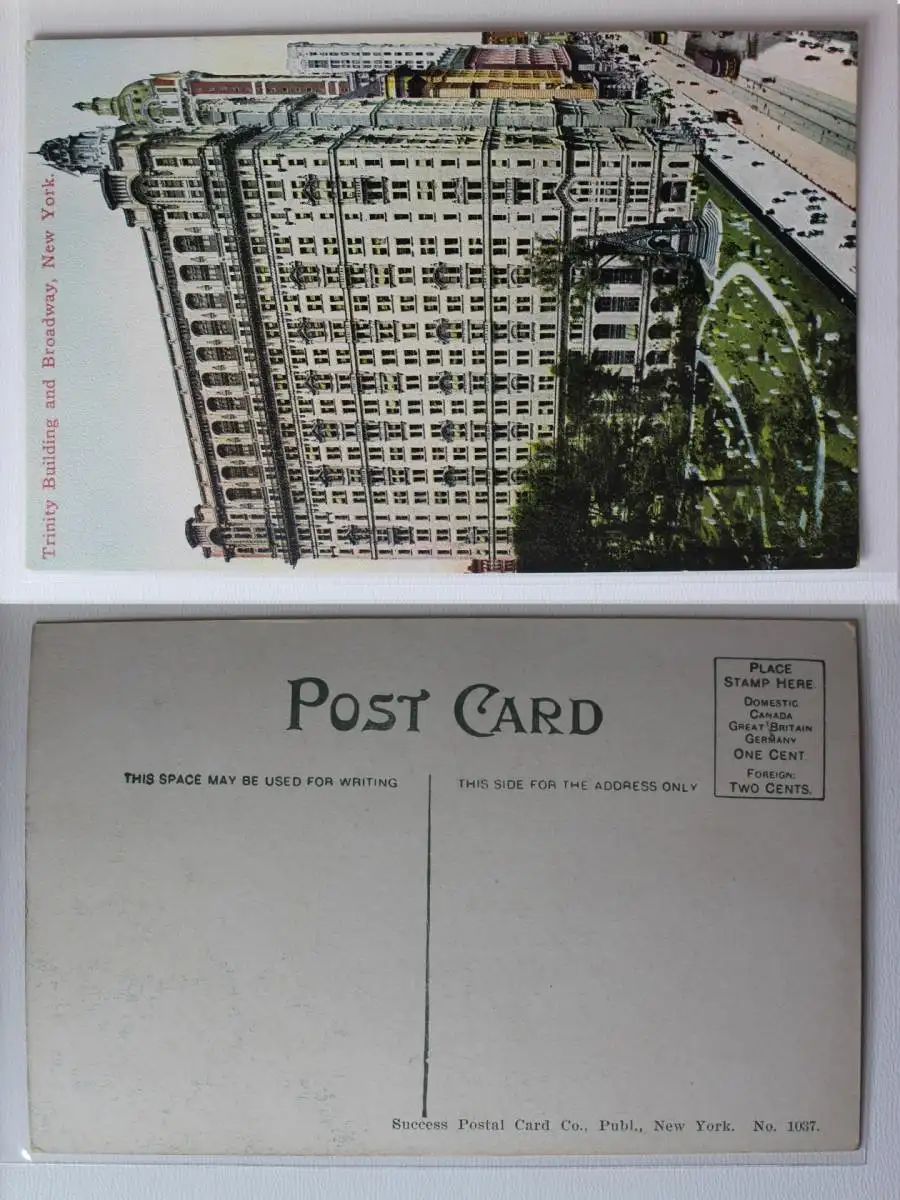 Trinity Building and Broadway, New York.
POST CARD
THIS SPACE MAY BE USED FOR WRITING
THIS SIDE FOR THE ADDRESS ONLY
PLACE
STAMP HERE
DOMESTIC
CANADA
GREAT BRITAIN
GERMANY
ONE CENT
FOREIGN:
TWO CENTS.
Success Postal Card Co., Publ., New York. No. 1037.